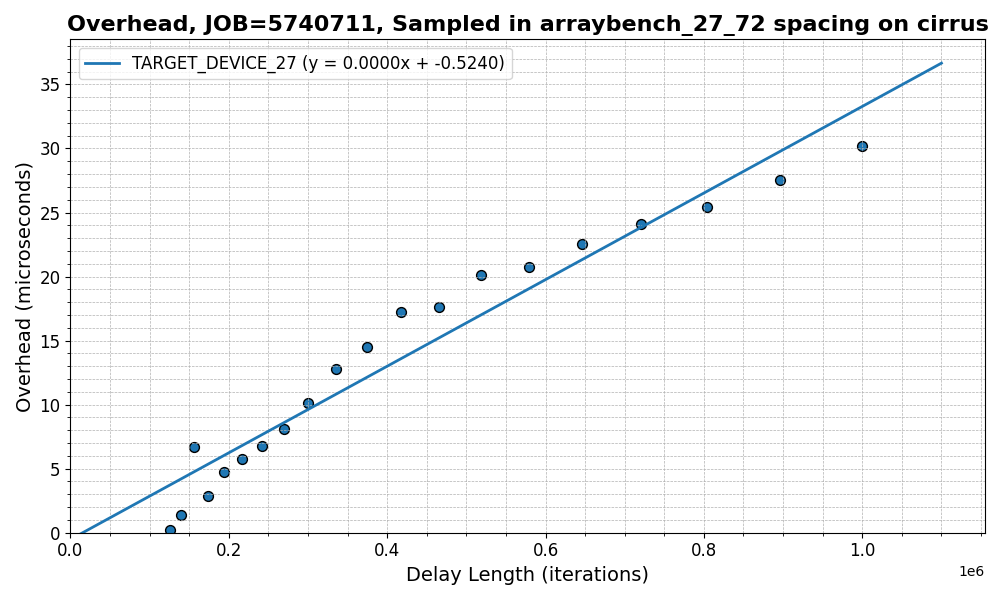 Overhead, JOB=5740711, Sampled in arraybench_27_72 spacing on cirrus
TARGET_DEVICE_27 (y = 0.0000x + -0.5240)
Overhead (microseconds)
35
30
25
20
15
10
5
0
0.0 0.2 0.4 0.6 0.8 1.0
1e6
Delay Length (iterations)